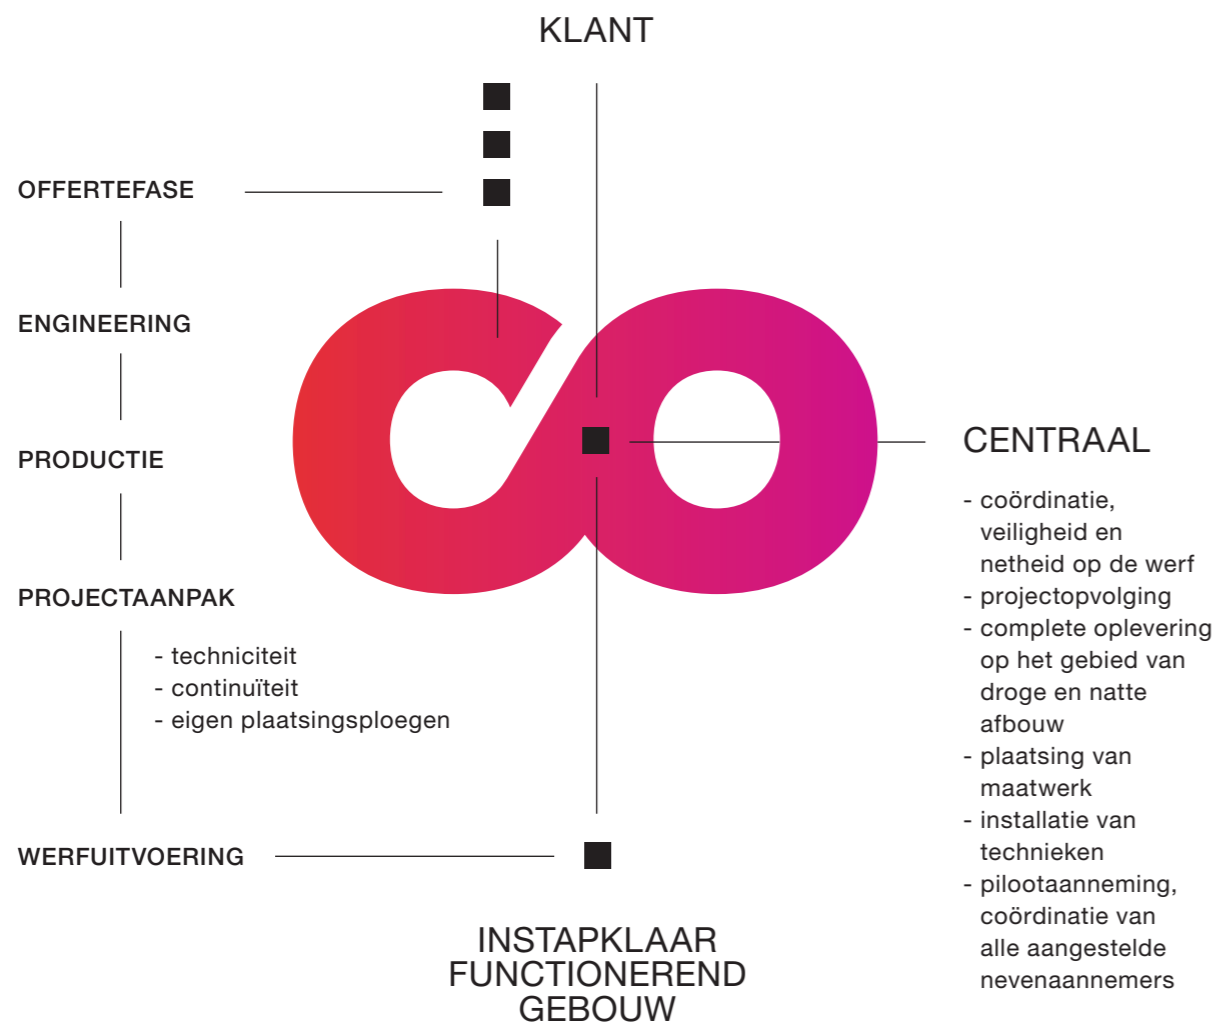 KLANT
OFFERTEFASE
ENGINEERING
PRODUCTIE
PROJECTAANPAK
- techniciteit
- continuïteit
- eigen plaatsingsploegen
WERFUITVOERING
CENTRAAL
- coördinatie,
veiligheid en
netheid op de werf
- projectopvolging
- complete oplevering
op het gebied van
droge en natte
afbouw
- plaatsing van
maatwerk
- installatie van
technieken
- pilootaanneming,
coördinatie van
alle aangestelde
nevenaannemers
INSTAPKLAAR
FUNCTIONEREND
GEBOUW